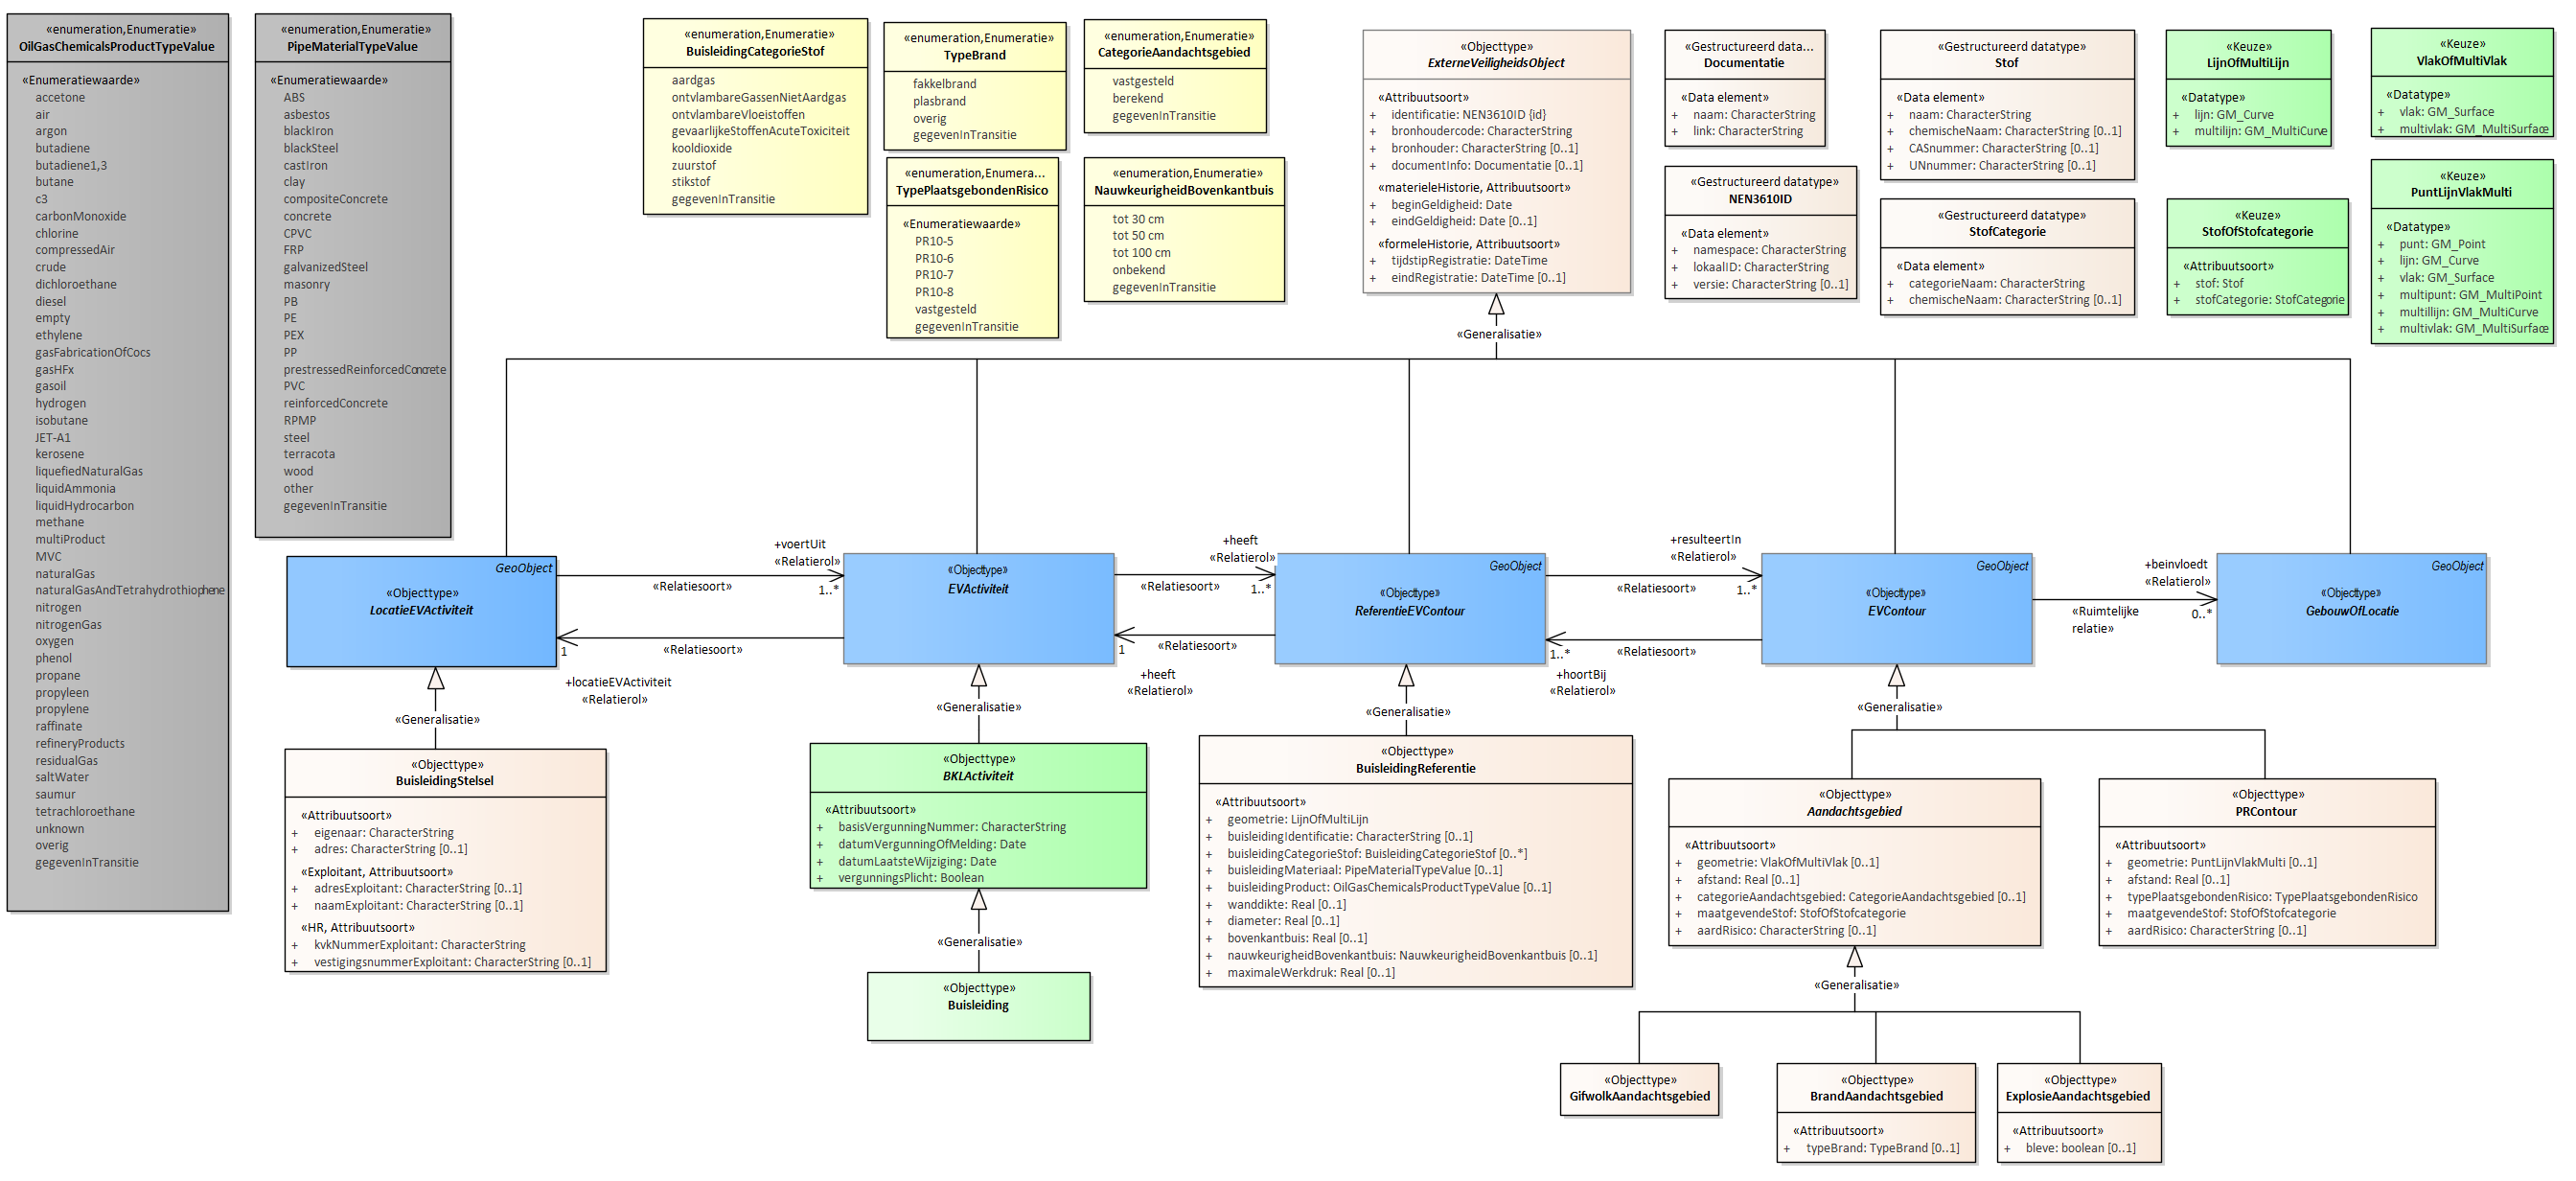 «enumeration,Enumeratie»
OilGasChemicalsProductTypeValue
«Enumeratiewaarde»
accetone
air
argon
butadiene
butadiene1,3
butane
c3
carbonMonoxide
chlorine
compressedAir
crude
dichloroethane
diesel
empty
ethylene
gasFabricationOfCocs
gasHFx
gasoil
hydrogen
isobutane
JET-A1
kerosene
liquefiedNaturalGas
liquidAmmonia
liquidHydrocarbon
methane
multiProduct
MVC
naturalGas
naturalGasAndTetrahydrothiophene
nitrogen
nitrogenGas
oxygen
phenol
propane
propyleen
propylene
raffinate
refineryProducts
residualGas
saltWater
saumur
tetrachloroethane
unknown
overig
gegevenInTransitie
«enumeration,Enumeratie»
PipeMaterialTypeValue
«Enumeratiewaarde»
ABS
asbestos
blackIron
blackSteel
castIron
clay
compositeConcrete
concrete
CPVC
FRP
galvanizedSteel
masonry
PB
PE
PEX
PP
prestressedReinforcedConcrete
PVC
reinforcedConcrete
RPMP
steel
terracota
wood
other
gegevenInTransitie
«enumeration,Enumeratie»
BuisleidingCategorieStof
aardgas
ontvlambareGassenNietAardgas
ontvlambareVloeistoffen
gevaarlijkeStoffenAcuteToxiciteit
kooldioxide
zuurstof
stikstof
gegevenInTransitie
«enumeration,Enumeratie»
TypeBrand
fakkelbrand
plasbrand
overig
gegevenInTransitie
«enumeration,Enumeratie»
CategorieAandachtsgebied
vastgesteld
berekend
gegevenInTransitie
«enumeration,Enumera...
TypePlaatsgebondenRisico
«Enumeratiewaarde»
PR10-5
PR10-6
PR10-7
PR10-8
vastgesteld
gegevenInTransitie
«enumeration,Enumeratie»
NauwkeurigheidBovenkantbuis
tot 30 cm
tot 50 cm
tot 100 cm
onbekend
gegevenInTransitie
«Objecttype»
ExterneVeiligheidsObject
«Attribuutsoort»
+ identificatie: NEN3610ID {id}
+ bronhoudercode: CharacterString
+ bronhouder: CharacterString [0..1]
+ documentInfo: Documentatie [0..1]
«materieleHistorie, Attribuutsoort»
+ beginGeldigheid: Date
+ eindGeldigheid: Date [0..1]
«formeleHistorie, Attribuutsoort»
+ tijdstipRegistratie: DateTime
+ eindRegistratie: DateTime [0..1]
«Gestructureerd data...
Documentatie
«Data element»
+ naam: CharacterString
+ link: CharacterString
«Gestructureerd datatype»
NEN3610ID
«Data element»
+ namespace: CharacterString
+ lokaalID: CharacterString
+ versie: CharacterString [0..1]
«Gestructureerd datatype»
Stof
«Data element»
+ naam: CharacterString
+ chemischeNaam: CharacterString [0..1]
+ CASnummer: CharacterString [0..1]
+ UNnummer: CharacterString [0..1]
«Gestructureerd datatype»
StofCategorie
«Data element»
+ categorieNaam: CharacterString
+ chemischeNaam: CharacterString [0..1]
«Keuze»
LijnOfMultiLijn
«Datatype»
+ lijn: GM_Curve
+ multilijn: GM_MultiCurve
«Keuze»
StofOfStofcategorie
«Attribuutsoort»
+ stof: Stof
+ stofCategorie: StofCategorie
«Keuze»
VlakOfMultiVlak
«Datatype»
+ vlak: GM_Surface
+ multivlak: GM_MultiSurface
«Keuze»
PuntLijnVlakMulti
«Datatype»
+ punt: GM_Point
+ lijn: GM_Curve
+ vlak: GM_Surface
+ multipunt: GM_MultiPoint
+ multillijn: GM_MultiCurve
+ multivlak: GM_MultiSurface
«Generalisatie»
GeoObject
«Objecttype»
LocatieEVActiviteit
+voertUit
«Relatierol»
«Relatiesoort»
1..*
«Relatiesoort»
1
+locatieEVActiviteit
«Relatierol»
«Objecttype»
EVActiviteit
+heeft
«Relatierol»
«Relatiesoort»
1..*
1
«Relatiesoort»
+heeft
«Relatierol»
GeoObject
«Objecttype»
ReferentieEVContour
+resulteertIn
«Relatierol»
«Relatiesoort»
1..*
1..*
«Relatiesoort»
+hoortBij
«Relatierol»
GeoObject
«Objecttype»
EVContour
+beinvloedt
«Relatierol»
«Ruimtelijke
relatie»
0..*
GeoObject
«Objecttype»
GebouwOfLocatie
«Generalisatie»
«Generalisatie»
«Generalisatie»
«Generalisatie»
«Objecttype»
BuisleidingStelsel
«Attribuutsoort»
+ eigenaar: CharacterString
+ adres: CharacterString [0..1]
«Exploitant, Attribuutsoort»
+ adresExploitant: CharacterString [0..1]
+ naamExploitant: CharacterString [0..1]
«HR, Attribuutsoort»
+ kvkNummerExploitant: CharacterString
+ vestigingsnummerExploitant: CharacterString [0..1]
«Objecttype»
BKLActiviteit
«Attribuutsoort»
+ basisVergunningNummer: CharacterString
+ datumVergunningOfMelding: Date
+ datumLaatsteWijziging: Date
+ vergunningsPlicht: Boolean
«Generalisatie»
«Objecttype»
Buisleiding
«Objecttype»
BuisleidingReferentie
«Attribuutsoort»
+ geometrie: LijnOfMultiLijn
+ buisleidingIdentificatie: CharacterString [0..1]
+ buisleidingCategorieStof: BuisleidingCategorieStof [0..*]
+ buisleidingMateriaal: PipeMaterialTypeValue [0..1]
+ buisleidingProduct: OilGasChemicalsProductTypeValue [0..1]
+ wanddikte: Real [0..1]
+ diameter: Real [0..1]
+ bovenkantbuis: Real [0..1]
+ nauwkeurigheidBovenkantbuis: NauwkeurigheidBovenkantbuis [0..1]
+ maximaleWerkdruk: Real [0..1]
«Objecttype»
Aandachtsgebied
«Attribuutsoort»
+ geometrie: VlakOfMultiVlak [0..1]
+ afstand: Real [0..1]
+ categorieAandachtsgebied: CategorieAandachtsgebied [0..1]
+ maatgevendeStof: StofOfStofcategorie
+ aardRisico: CharacterString [0..1]
«Objecttype»
PRContour
«Attribuutsoort»
+ geometrie: PuntLijnVlakMulti [0..1]
+ afstand: Real [0..1]
+ typePlaatsgebondenRisico: TypePlaatsgebondenRisico
+ maatgevendeStof: StofOfStofcategorie
+ aardRisico: CharacterString [0..1]
«Generalisatie»
«Objecttype»
GifwolkAandachtsgebied
«Objecttype»
BrandAandachtsgebied
«Attribuutsoort»
+ typeBrand: TypeBrand [0..1]
«Objecttype»
ExplosieAandachtsgebied
«Attribuutsoort»
+ bleve: boolean [0..1]